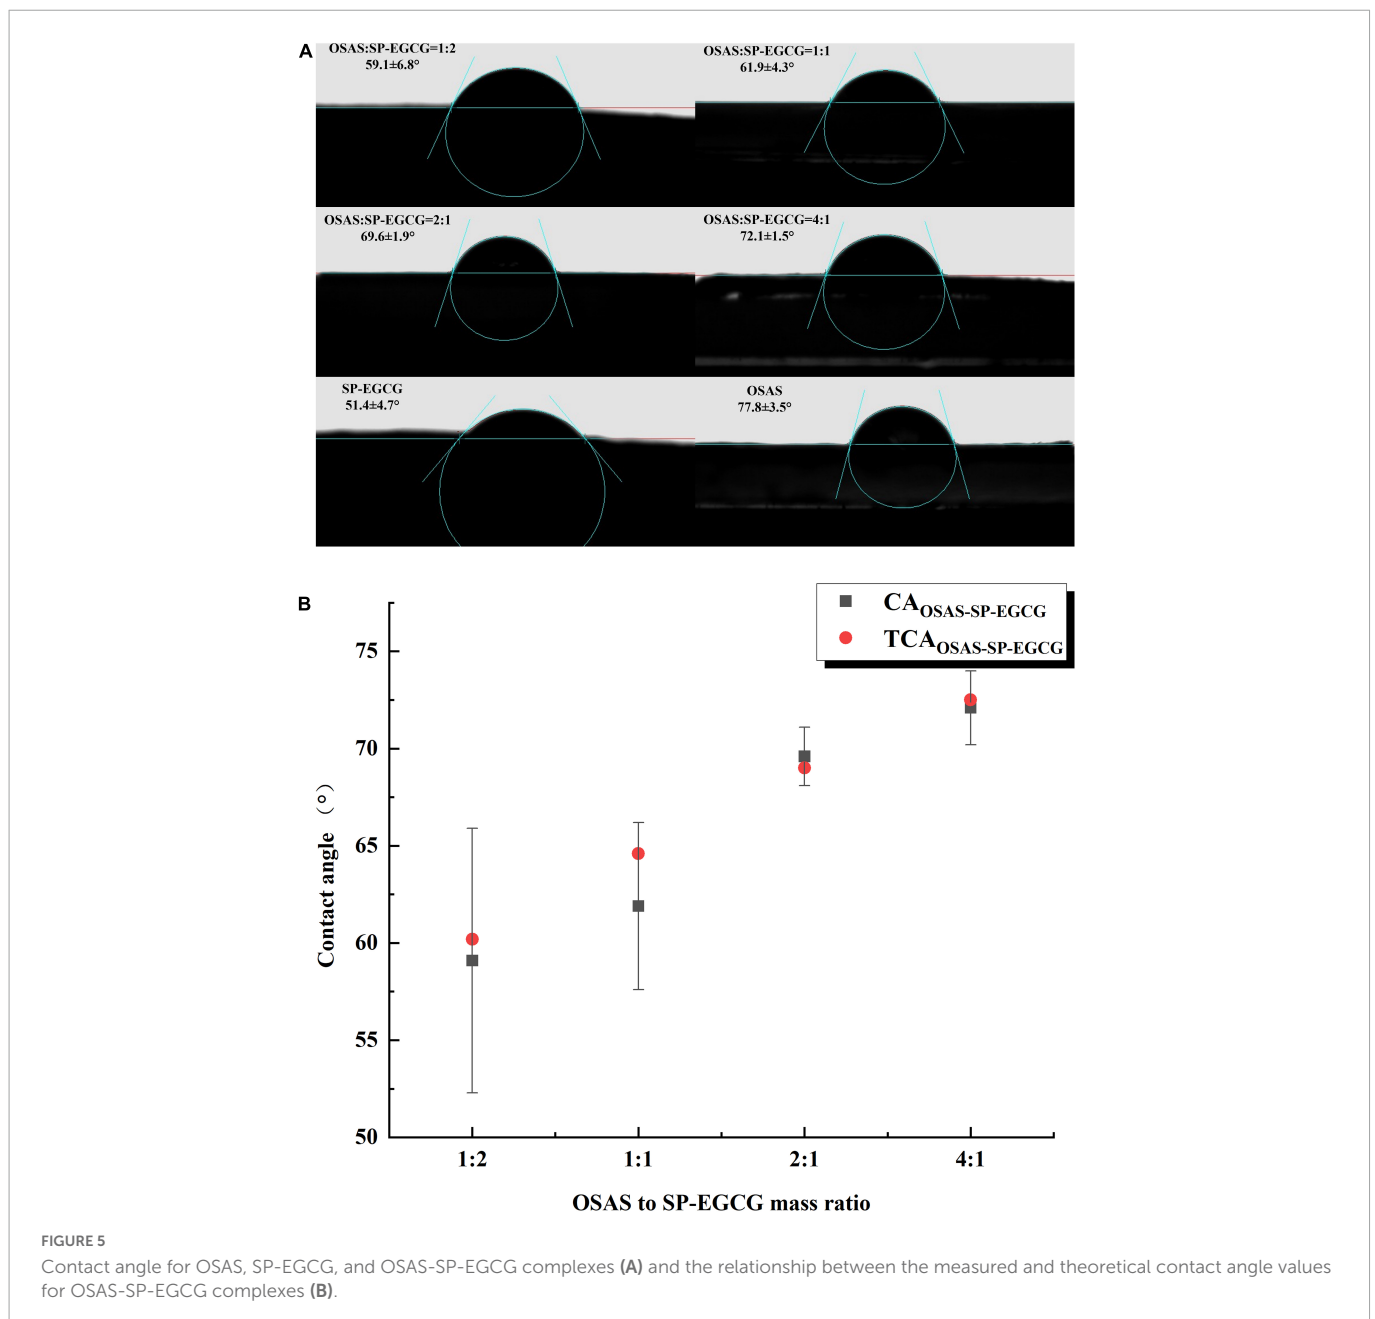 A
OSAS:SP-EGCG=1:2
59.1±6.8°
OSAS:SP-EGCG=1:1
61.9±4.3°
OSAS:SP-EGCG=2:1
69.6±1.9°
OSAS:SP-EGCG=4:1
72.1±1.5°
SP-EGCG
51.4±4.7°
OSAS
77.8±3.5°
B
CA OSAS-SP-EGCG
TCA OSAS-SP-EGCG
75
70
65
60
55
50
Contact angle（°）
1:2 1:1 2:1 4:1
OSAS to SP-EGCG mass ratio
FIGURE 5
Contact angle for OSAS, SP-EGCG, and OSAS-SP-EGCG complexes (A) and the relationship between the measured and theoretical contact angle values
for OSAS-SP-EGCG complexes (B).